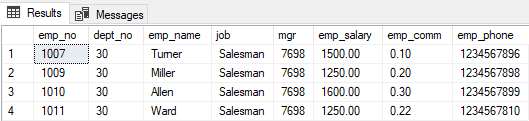 Results Messages
emp_no dept_no emp_name job mgr emp_salary emp_comm emp_phone
1 1007 30 Turner Salesman 7698 1500.00 0.10 1234567896
2 1009 30 Miller Salesman 7698 1250.00 0.20 1234567898
3 1010 30 Allen Salesman 7698 1600.00 0.30 1234567899
4 1011 30 Ward Salesman 7698 1250.00 0.22 1234567810